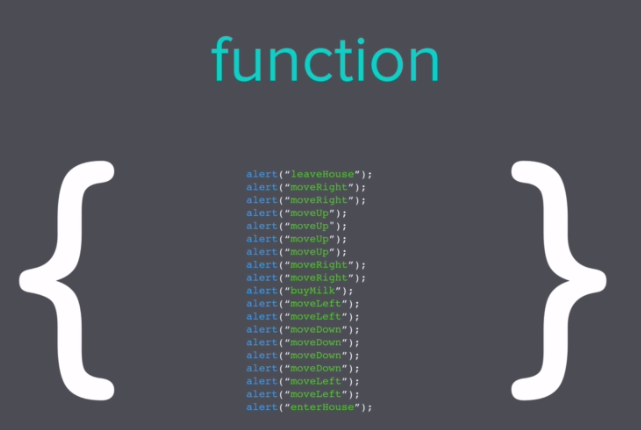 function
{
alert(“leaveHouse”);
alert(“moveRight”);
alert(“moveRight”);
alert(“moveUp”);
alert(“moveUp");
alert(“moveUp”);
alert(“moveUp”);
alert(“moveRight”);
alert(“moveRight”);
alert(“buyMilk”);
alert(“moveLeft”);
alert(“moveLeft”);
alert(“moveDown”);
alert(“moveDown”);
alert(“moveDown”);
alert(“moveDown”);
alert(“moveLeft”);
alert(“moveLeft”);
alert(“enterHouse”);
}